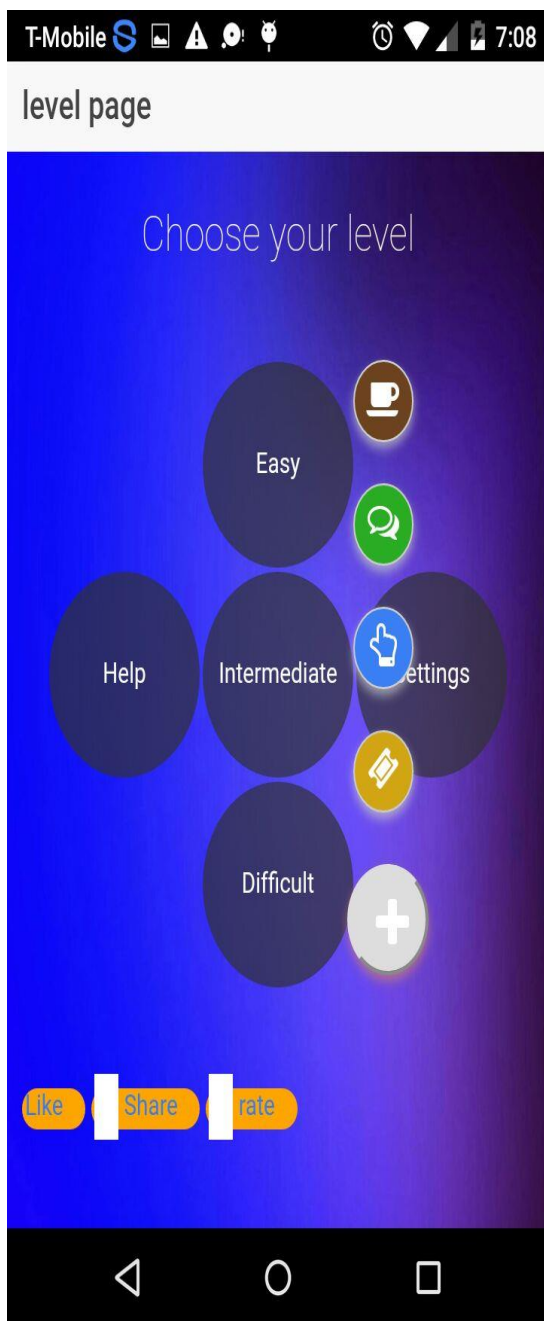 T-Mobile 7:08
level page
Choose your level
Easy
Help Intermediate ettings
Difficult
Like Share rate